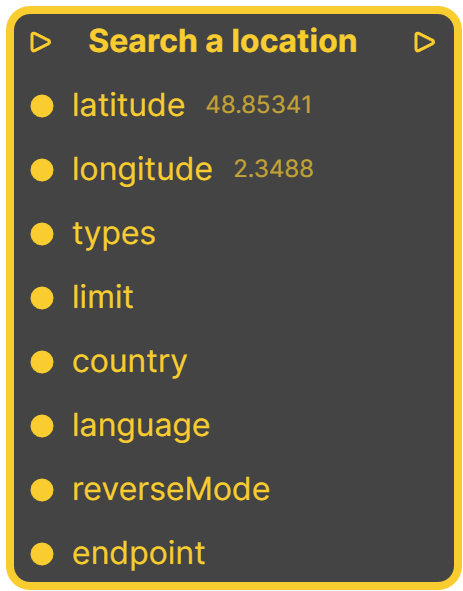 Search a location
latitude 48.85341
longitude 2.3488
types
limit
country
language
reverseMode
endpoint